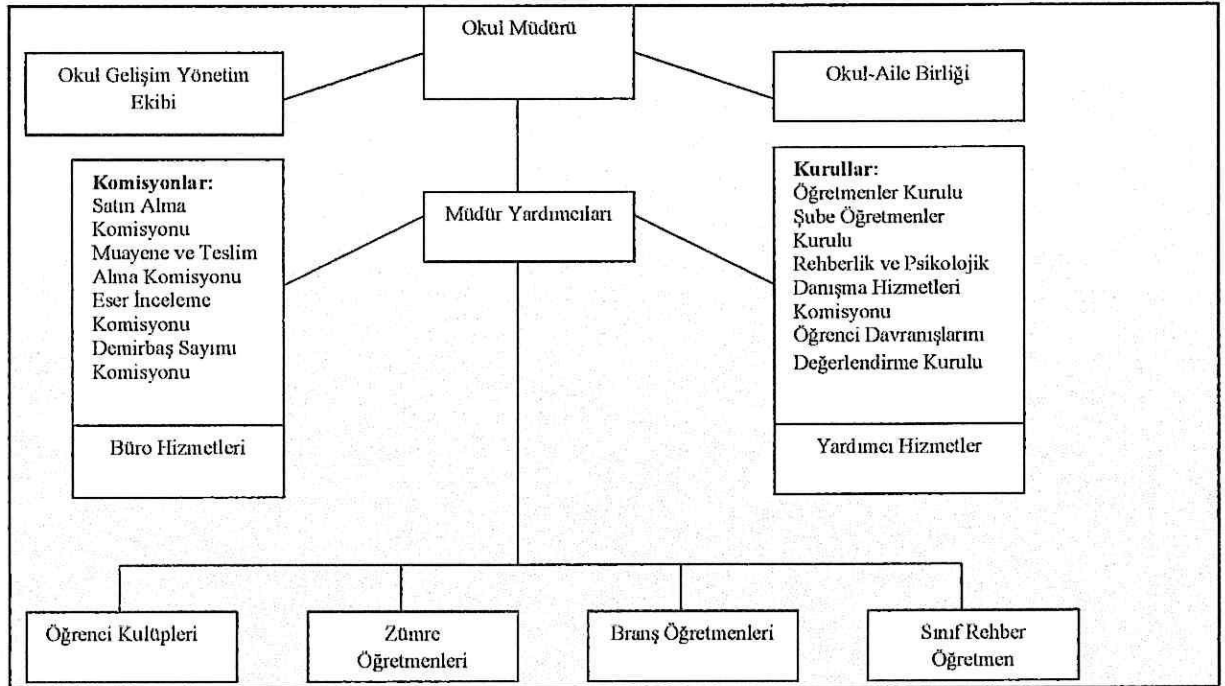 Okul Müdürü
Okul Gelişim Yönetim
Ekibi
Okul-Aile Birliği
Komisyonlar:
Satın Alma
Komisyonu
Muayene ve Teslim
Alma Komisyonu
Eser İnceleme
Komisyonu
Demirbaş Sayımı
Komisyonu
Büro Hizmetleri
Müdür Yardımcıları
Kurullar:
Öğretmenler Kurulu
Şube Öğretmenler
Kurulu
Rehberlik ve Psikolojik
Danışma Hizmetleri
Komisyonu
Öğrenci Davranışlarını
Değerlendirme Kurulu
Yardımcı Hizmetler
Öğrenci Kulüpleri
Zümre
Öğretmenleri
Branş Öğretmenleri
Sınıf Rehber
Öğretmen